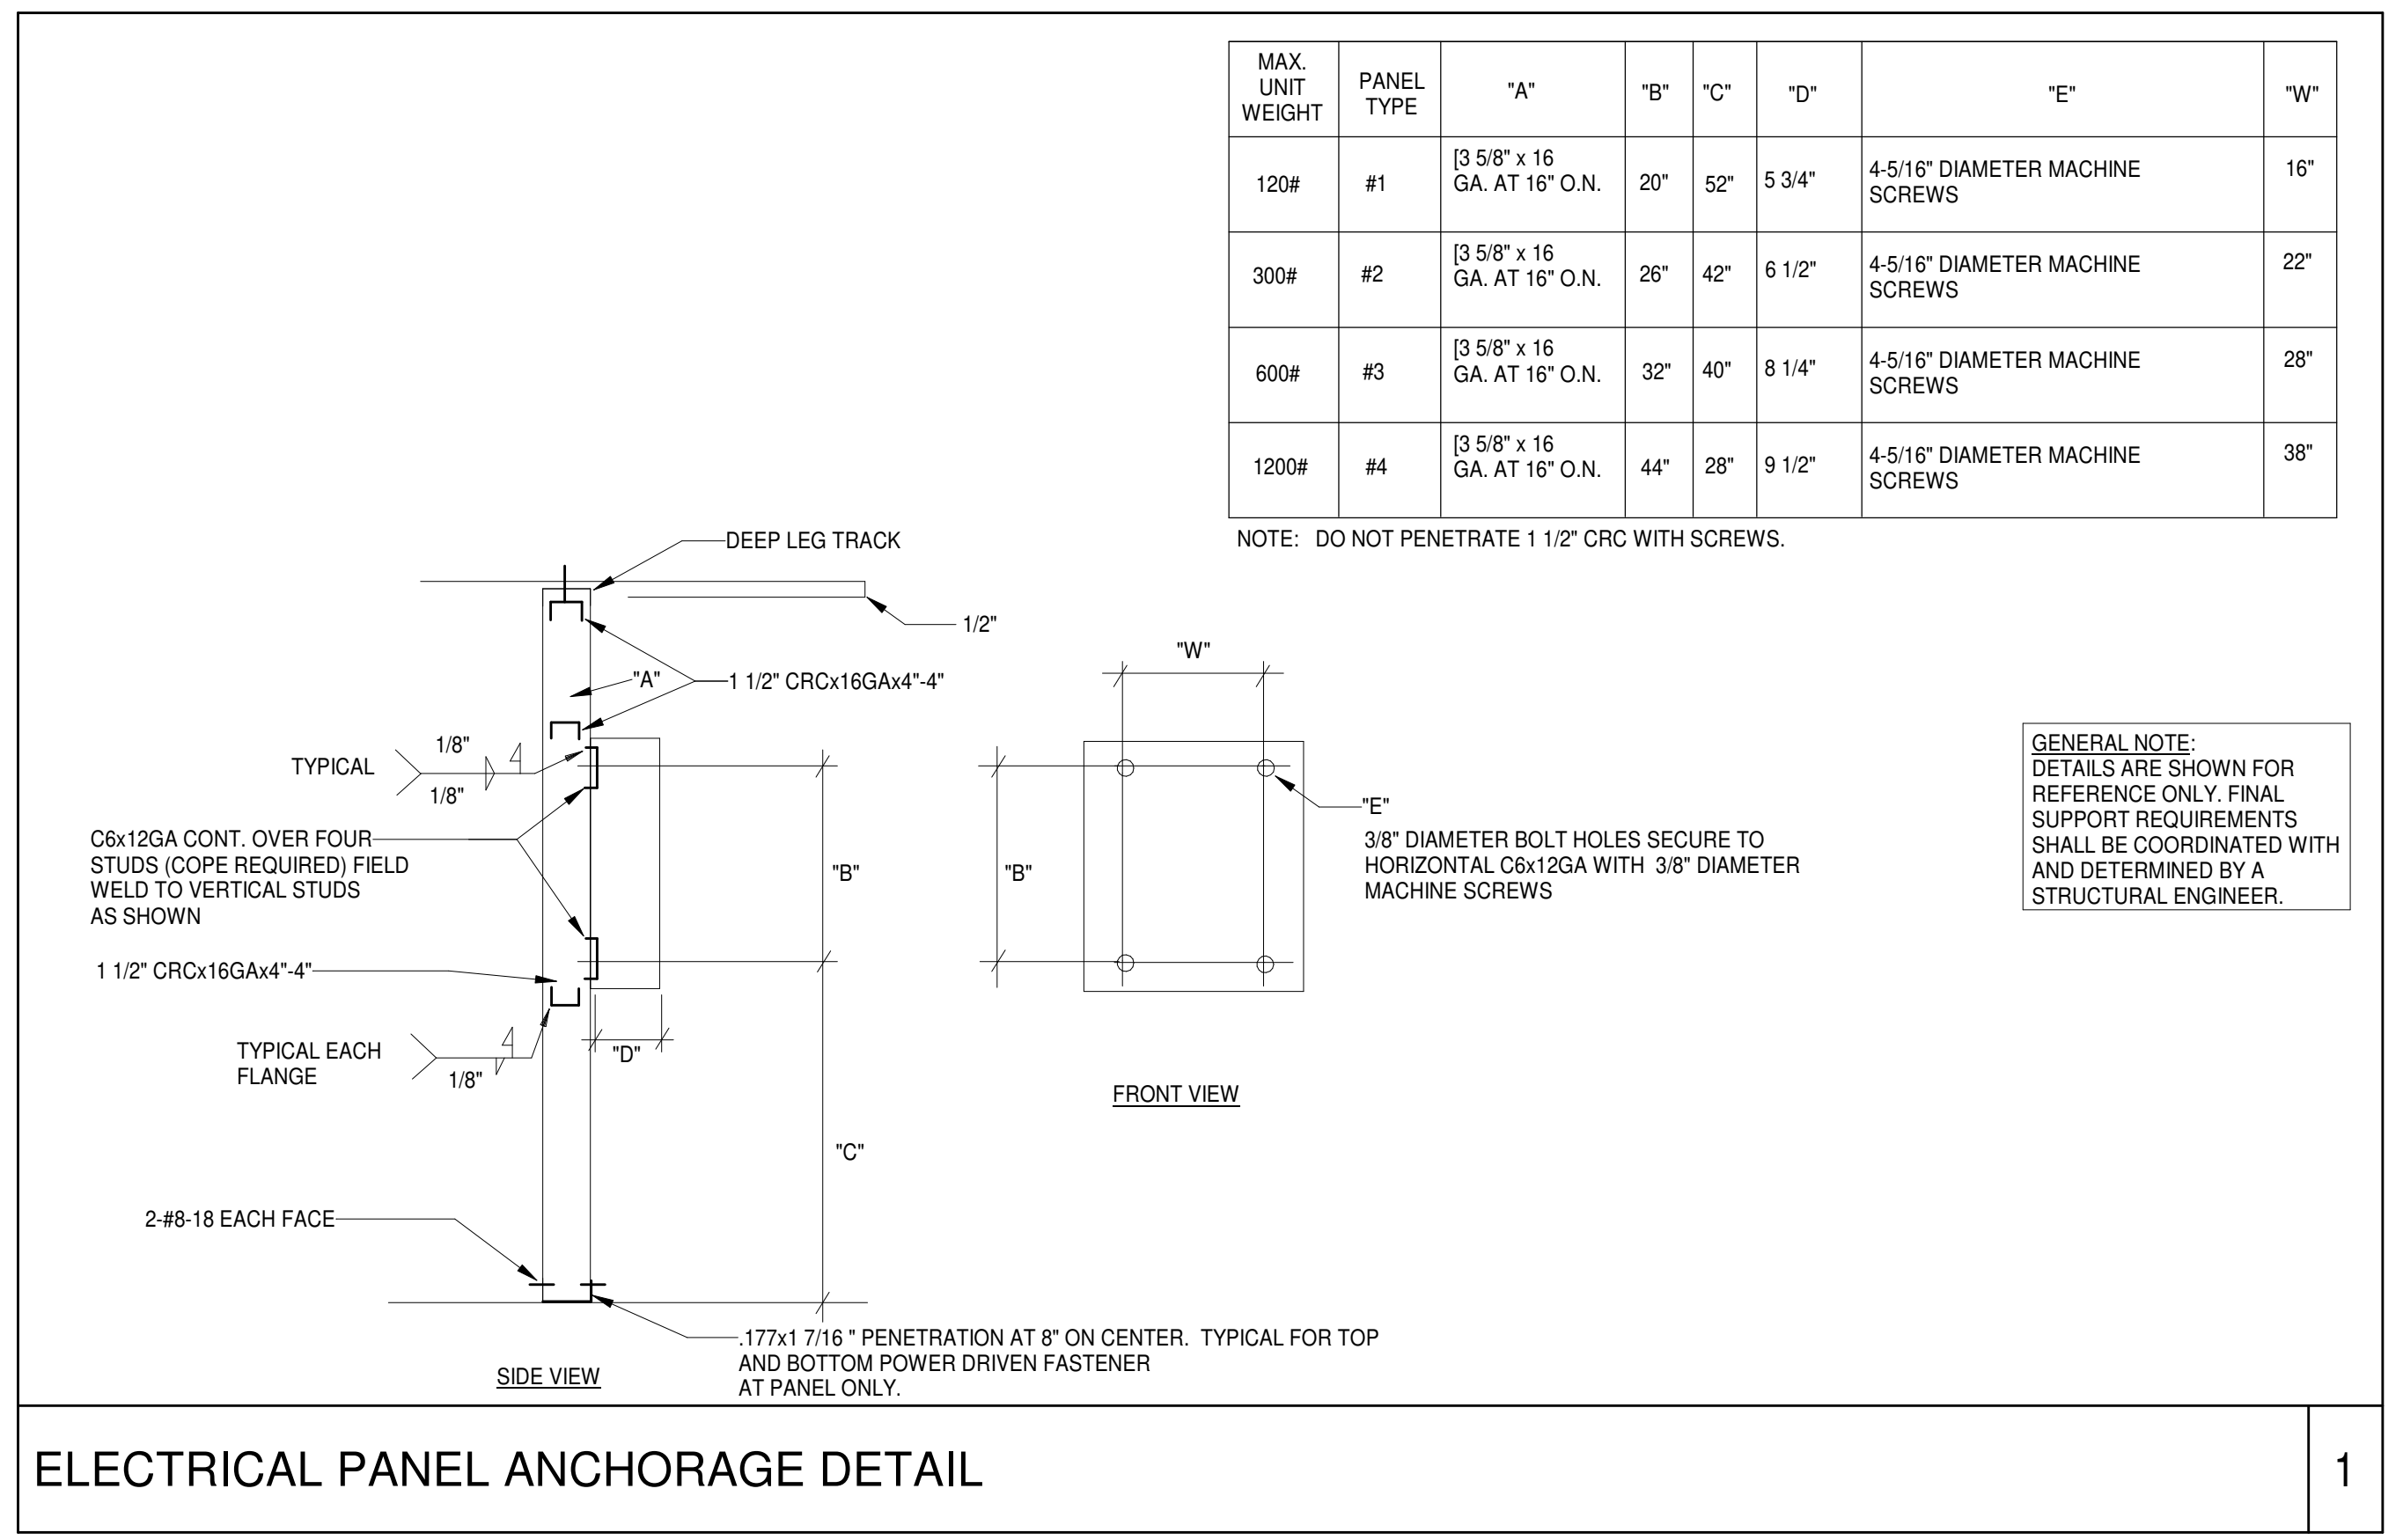 MAX.
UNIT
WEIGHT
PANEL
TYPE
"A"
"B"
"C"
"D"
"E"
"W"
120#
#1
[3 5/8" x 16
GA. AT 16" O.N.
20"
52"
5 3/4"
4-5/16" DIAMETER MACHINE
SCREWS
16"
300#
#2
[3 5/8" x 16
GA. AT 16" O.N.
26"
42"
6 1/2"
4-5/16" DIAMETER MACHINE
SCREWS
22"
600#
#3
[3 5/8" x 16
GA. AT 16" O.N.
32"
40"
8 1/4"
4-5/16" DIAMETER MACHINE
SCREWS
28"
1200#
#4
[3 5/8" x 16
GA. AT 16" O.N.
44"
28"
9 1/2"
4-5/16" DIAMETER MACHINE
SCREWS
38"
NOTE: DO NOT PENETRATE 1 1/2" CRC WITH SCREWS.
DEEP LEG TRACK
1/2"
"A"
1 1/2" CRCx16GAx4"-4"
TYPICAL
1/8"
1/8"
C6x12GA CONT. OVER FOUR
STUDS (COPE REQUIRED) FIELD
WELD TO VERTICAL STUDS
AS SHOWN
"B"
1 1/2" CRCx16GAx4"-4"
TYPICAL EACH
FLANGE
1/8"
"D"
"C"
2-#8-18 EACH FACE
.177x1 7/16 " PENETRATION AT 8" ON CENTER. TYPICAL FOR TOP
AND BOTTOM POWER DRIVEN FASTENER
AT PANEL ONLY.
SIDE VIEW
"W"
"B"
"E"
3/8" DIAMETER BOLT HOLES SECURE TO
HORIZONTAL C6x12GA WITH 3/8" DIAMETER
MACHINE SCREWS
FRONT VIEW
GENERAL NOTE:
DETAILS ARE SHOWN FOR
REFERENCE ONLY. FINAL
SUPPORT REQUIREMENTS
SHALL BE COORDINATED WITH
AND DETERMINED BY A
STRUCTURAL ENGINEER.
ELECTRICAL PANEL ANCHORAGE DETAIL
1